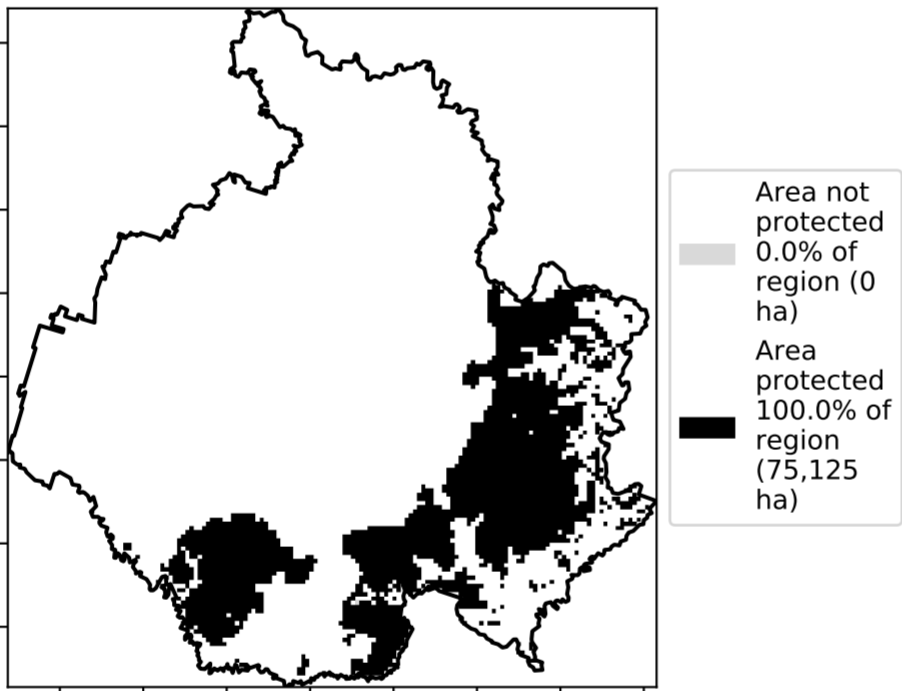 Area not
protected
0.0% of
region (0
ha)
Area
protected
100.0% of
region
(75,125
ha)